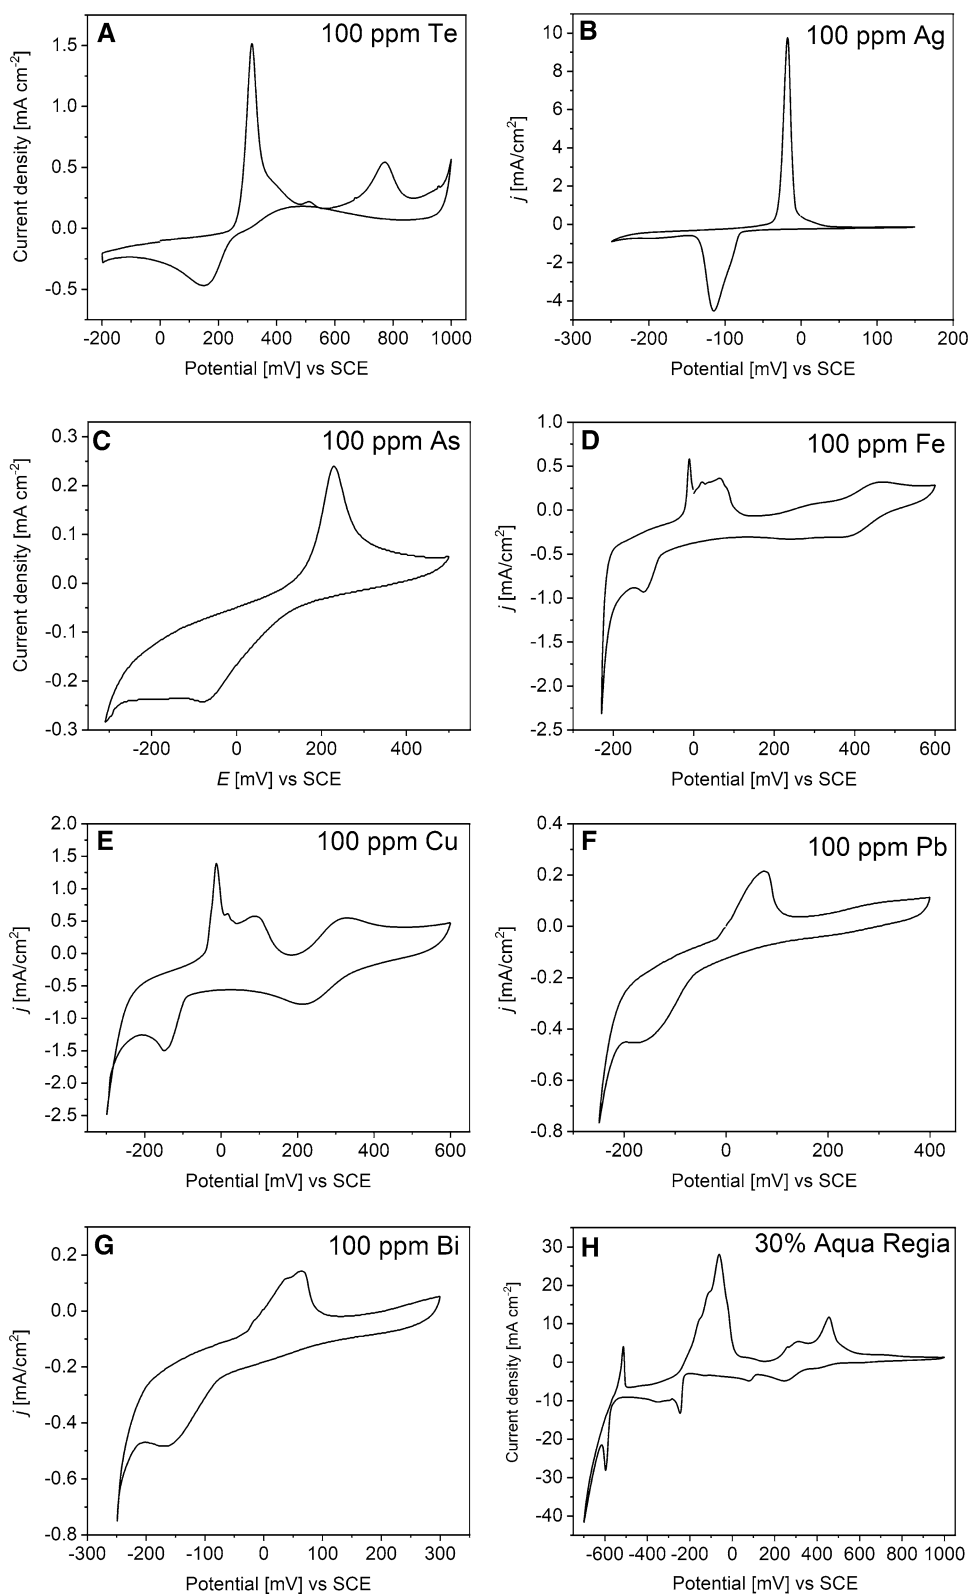 A
100 ppm Te
Current density [mA cm-2]
1.5
1.0
0.5
0.0
-0.5
-200 0 200 400 600 800 1000
Potential [mV] vs SCE
B
100 ppm Ag
j [mA/cm2]
10
8
6
4
2
0
-2
-4
-300 -200 -100 0 100 200
Potential [mV] vs SCE
C
100 ppm As
Current density [mA cm-2]
0.3
0.2
0.1
0.0
-0.1
-0.2
-0.3
-200 0 200 400
E [mV] vs SCE
D
100 ppm Fe
j [mA/cm2]
1.0
0.5
0.0
-0.5
-1.0
-1.5
-2.0
-2.5
-200 0 200 400 600
Potential [mV] vs SCE
E
100 ppm Cu
j [mA/cm2]
2.0
1.5
1.0
0.5
0.0
-0.5
-1.0
-1.5
-2.0
-2.5
-200 0 200 400 600
Potential [mV] vs SCE
F
100 ppm Pb
j [mA/cm2]
0.4
0.2
0.0
-0.2
-0.4
-0.6
-0.8
-200 0 200 400
Potential [mV] vs SCE
G
100 ppm Bi
j [mA/cm2]
0.2
0.0
-0.2
-0.4
-0.6
-0.8
-300 -200 -100 0 100 200 300
Potential [mV] vs SCE
H
30% Aqua Regia
Current density [mA cm-2]
30
20
10
0
-10
-20
-30
-40
-600 -400 -200 0 200 400 600 800 1000
Potential [mV] vs SCE